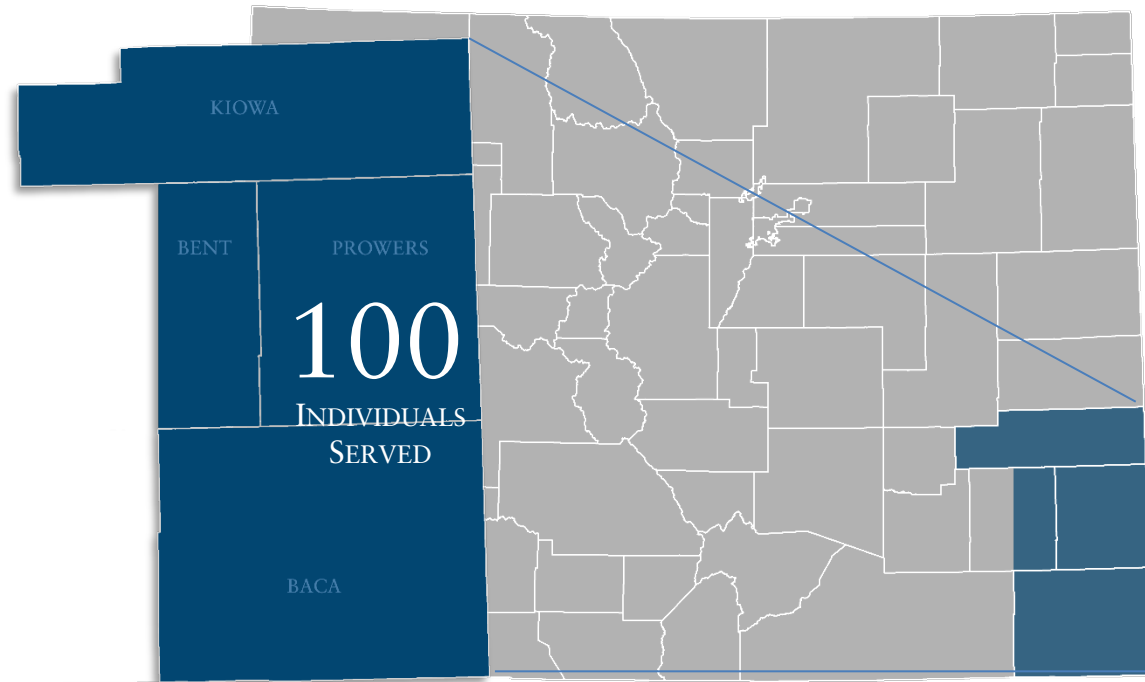 KIOWA
BENT PROWERS
100
INDIVIDUALS
SERVED
BACA